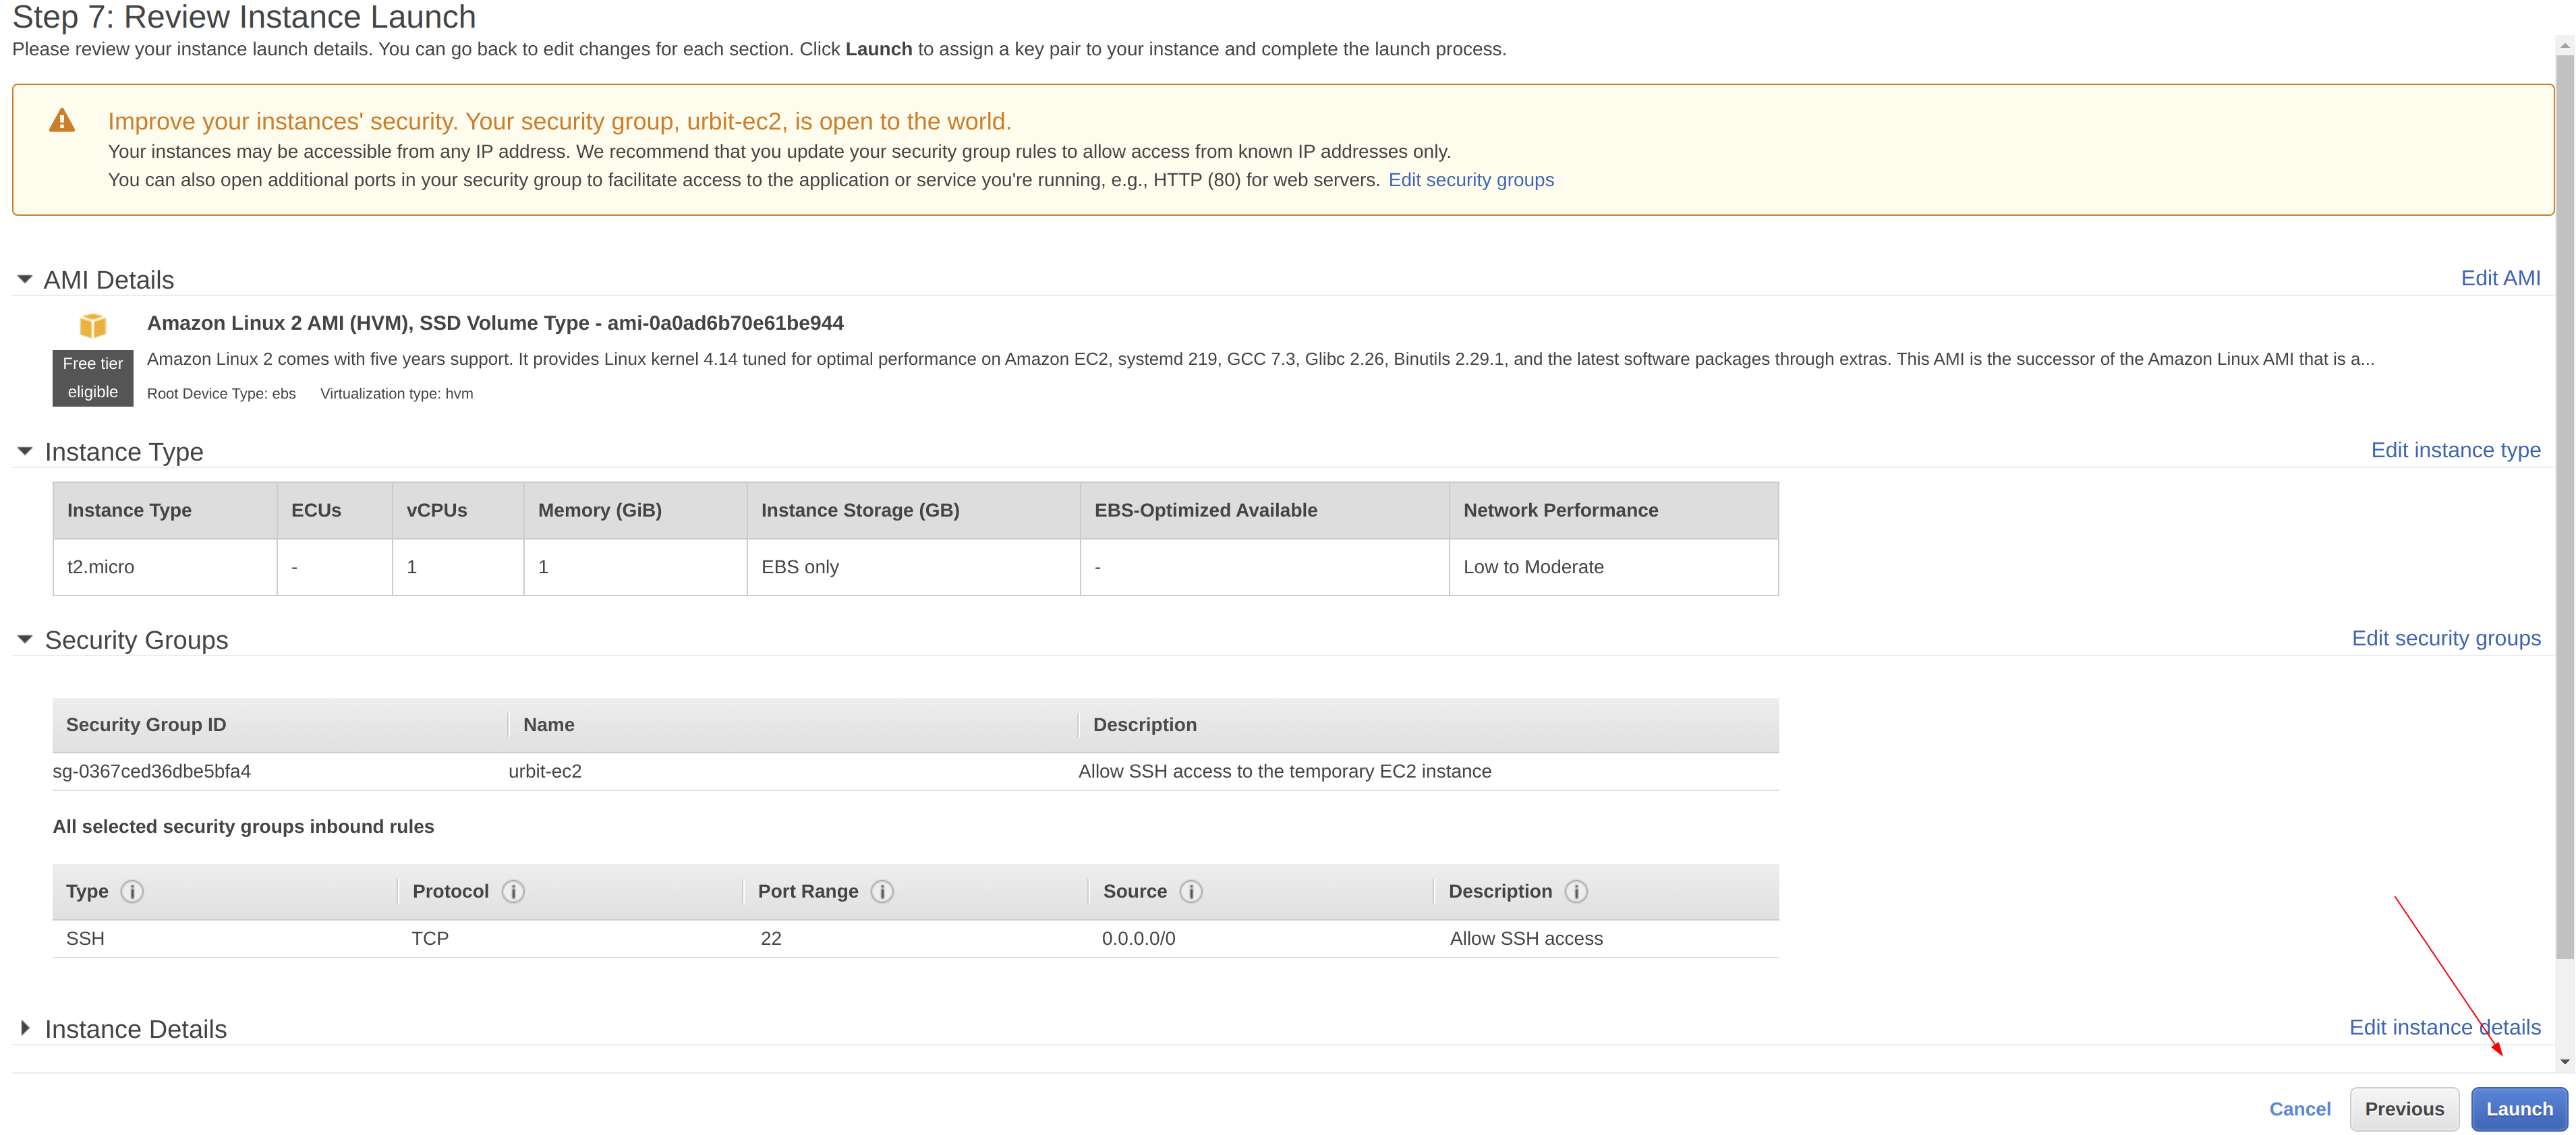 Step 7: Review Instance Launch
Please review your instance launch details. You can go back to edit changes for each section. Click Launch to assign a key pair to your instance and complete the launch process.
Improve your instances' security. Your security group, urbit-ec2, is open to the world.
Your instances may be accessible from any IP address. We recommend that you update your security group rules to allow access from known IP addresses only.
You can also open additional ports in your security group to facilitate access to the application or service you're running, e.g., HTTP (80) for web servers. Edit security groups
AMI Details Edit AMI
Amazon Linux 2 AMI (HVM), SSD Volume Type - ami-0a0ad6b70e61be944
Free tier eligible
Amazon Linux 2 comes with five years support. It provides Linux kernel 4.14 tuned for optimal performance on Amazon EC2, systemd 219, GCC 7.3, Glibc 2.26, Binutils 2.29.1, and the latest software packages through extras. This AMI is the successor of the Amazon Linux AMI that is a...
Root Device Type: ebs Virtualization type: hvm
Instance Type Edit instance type
Instance Type ECUs vCPUs Memory (GiB) Instance Storage (GB) EBS-Optimized Available Network Performance
t2.micro - 1 1 EBS only - Low to Moderate
Security Groups Edit security groups
Security Group ID Name Description
sg-0367ced36dbe5bfa4 urbit-ec2 Allow SSH access to the temporary EC2 instance
All selected security groups inbound rules
Type Protocol Port Range Source Description
SSH TCP 22 0.0.0.0/0 Allow SSH access
Instance Details Edit instance details
Cancel Previous Launch